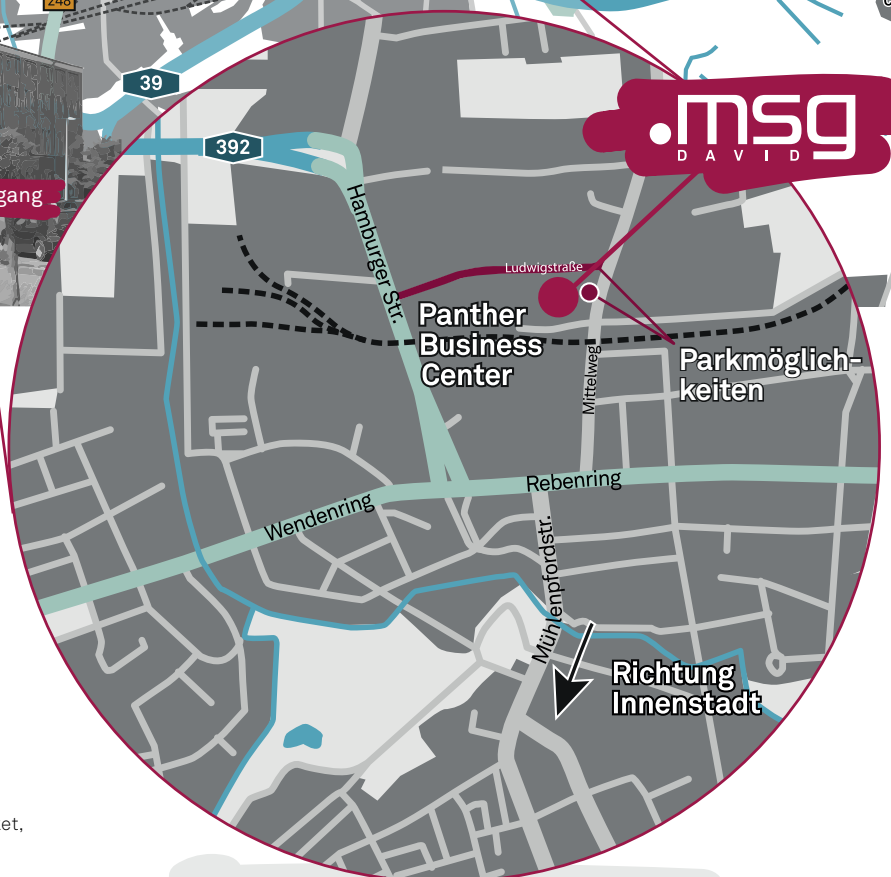 248
39
.msg
DAVID
392
gang
Hamburger Str.
Ludwigstraße
Panther
Business
Center
Parkmöglich-
keiten
Mittelweg
Rebenring
Wendenring
Mühlenpfordstr.
Richtung
Innenstadt
et,